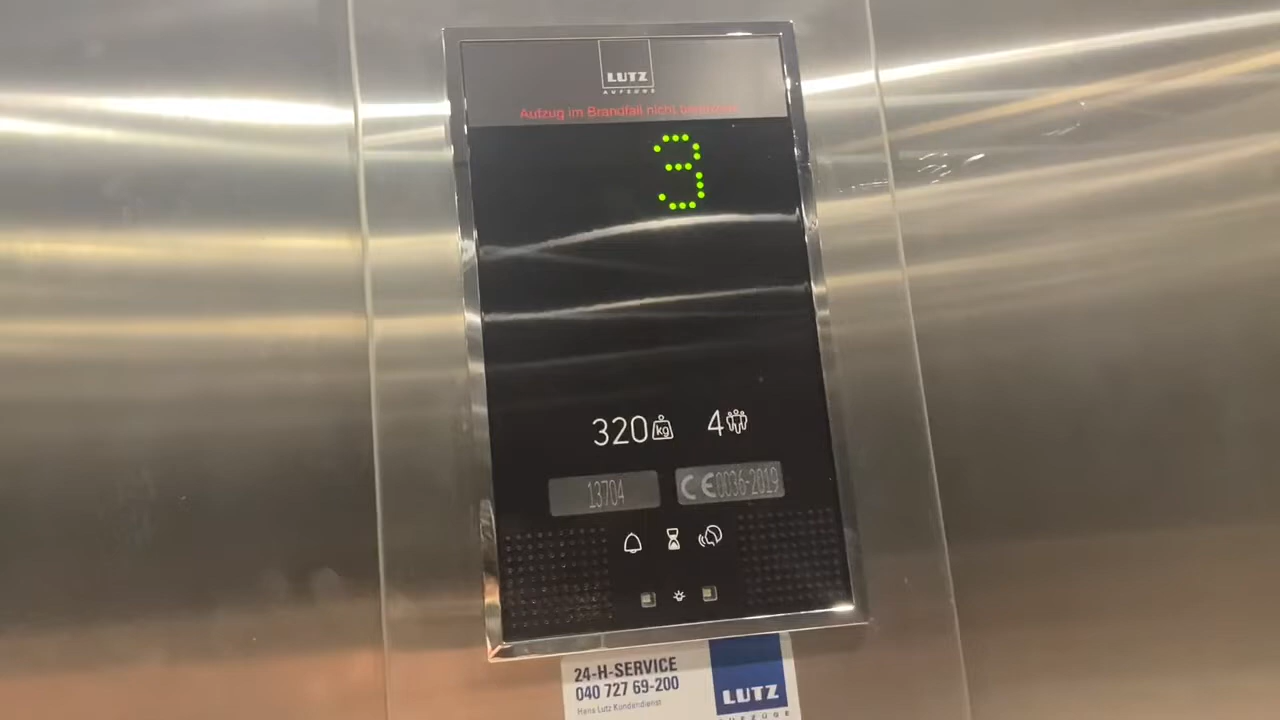 LUTZ
AUFZÜGE
Aufzug im Brandfall nicht benutzen
3
320 kg 4
13704
CE 0036-2019
24-H-SERVICE
040 727 69-200
Hans Lutz Kundendienst
LUTZ
AUFZÜGE